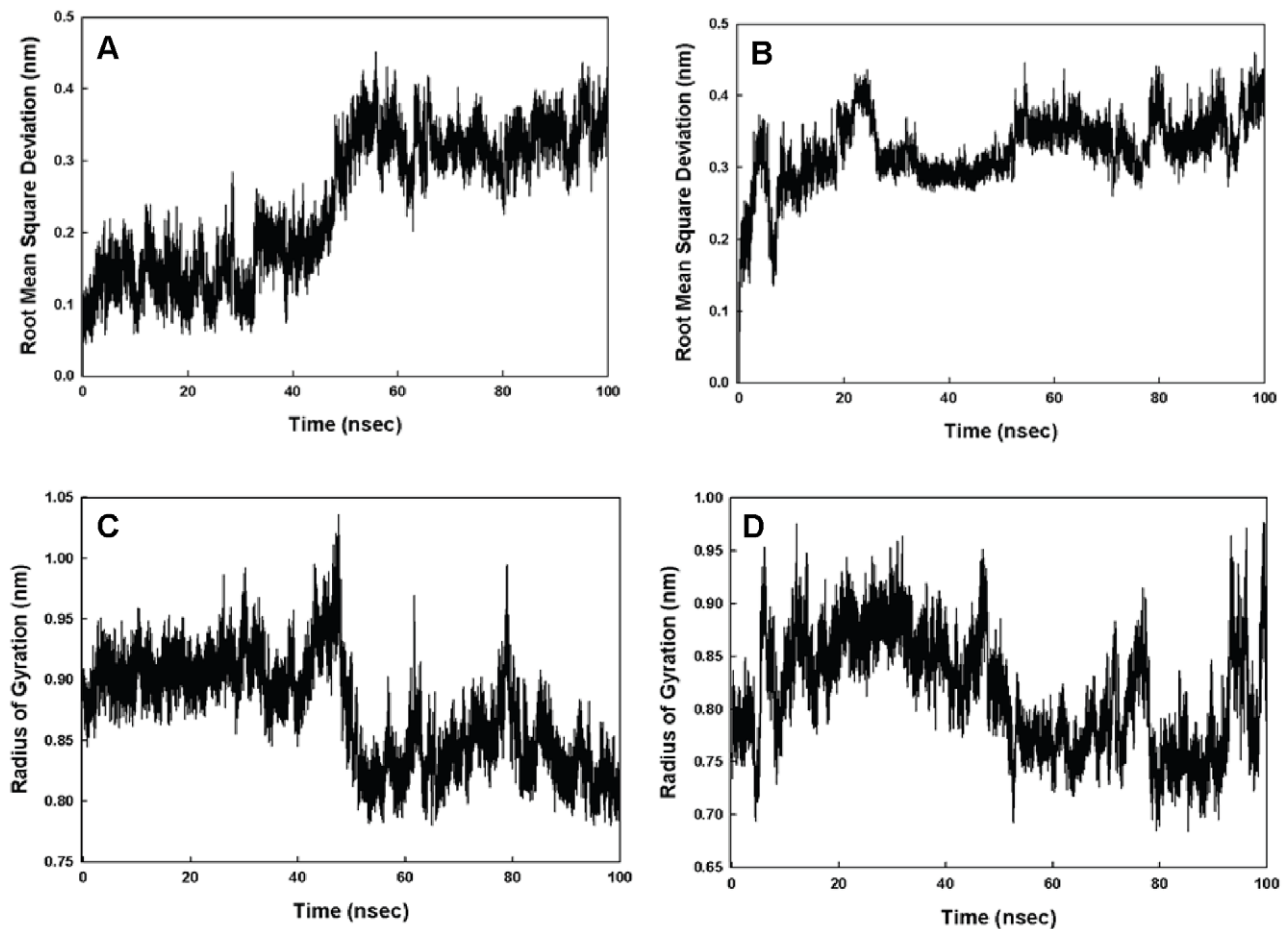 A
Root Mean Square Deviation (nm)
0.5
0.4
0.3
0.2
0.1
0.0
0 20 40 60 80 100
Time (nsec)
B
Root Mean Square Deviation (nm)
0.5
0.4
0.3
0.2
0.1
0.0
0 20 40 60 80 100
Time (nsec)
C
Radius of Gyration (nm)
1.05
1.00
0.95
0.90
0.85
0.80
0.75
0 20 40 60 80 100
Time (nsec)
D
Radius of Gyration (nm)
1.00
0.95
0.90
0.85
0.80
0.75
0.70
0.65
0 20 40 60 80 100
Time (nsec)